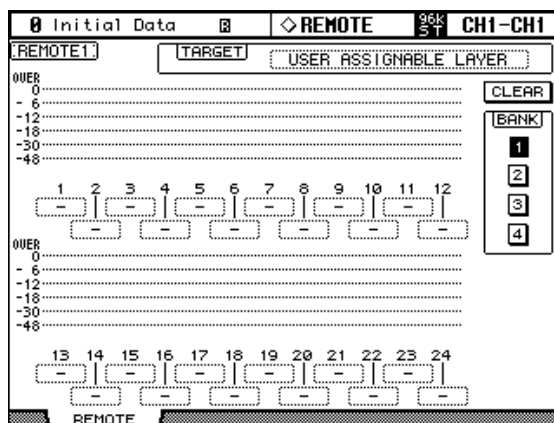 0 Initial Data R ◇REMOTE 96k ST CH1-CH1
REMOTE1 TARGET USER ASSIGNABLE LAYER
OVER
0
- 6
-12
-18
-30
-48
CLEAR
BANK
1
2
3
4
1 2 3 4 5 6 7 8 9 10 11 12
- - - - - -
- - - - - -
OVER
0
- 6
-12
-18
-30
-48
13 14 15 16 17 18 19 20 21 22 23 24
- - - - - -
- - - - - -
REMOTE